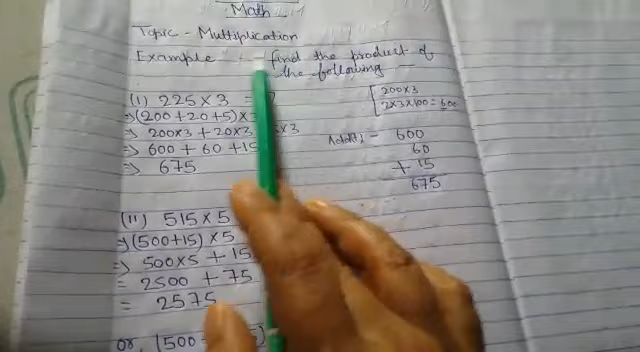 Math
Topic - Multiplication
Example :- find the product of
the following -
(I) 225 × 3 =
⇒ (200 + 20 + 5) ×
⇒ 200×3 + 20×3 ×3
⇒ 600 + 60 + 15
⇒ 675
200×3
2×3×100 = 600
600
60
+ 15
675
(II) 515 × 5
⇒ (500+15) × 5
⇒ 500×5 + 15
= 2500 + 75
= 2575
or, (500